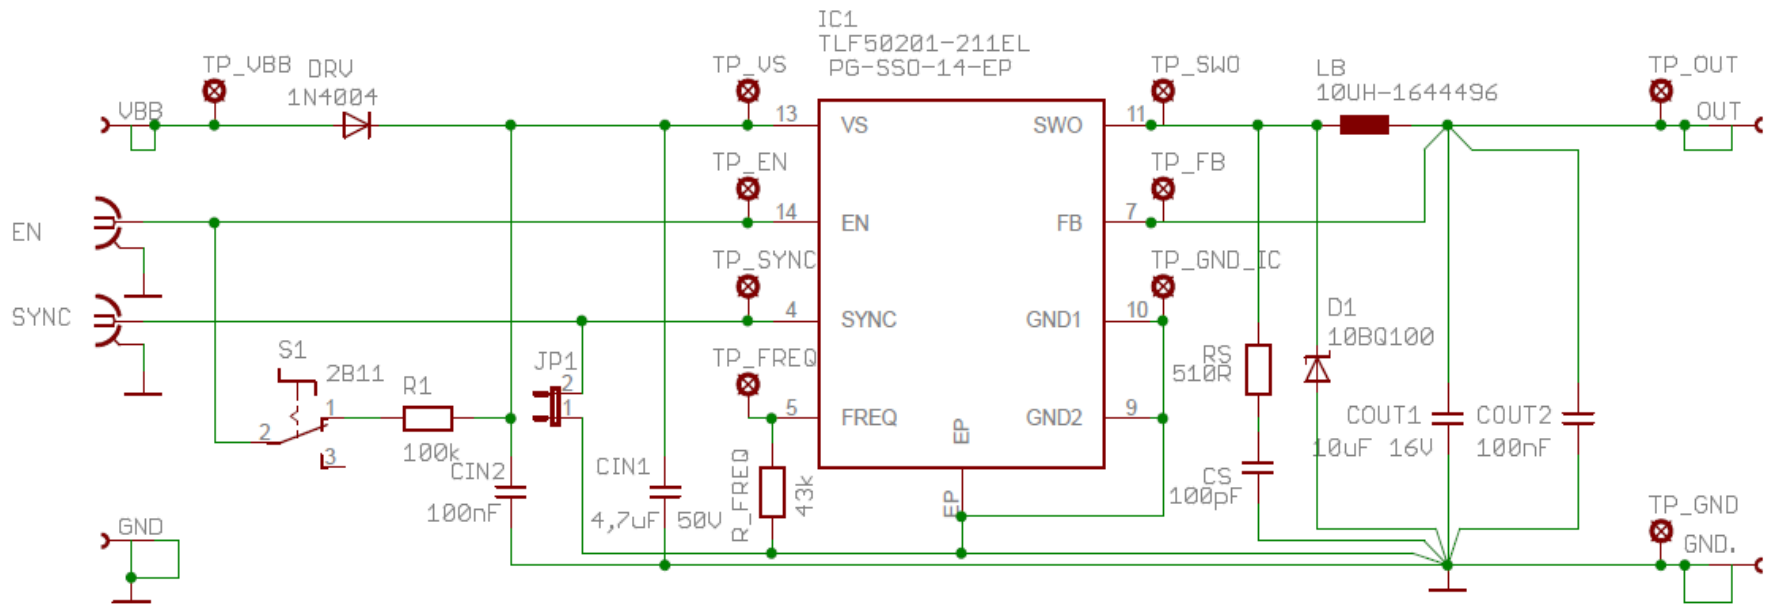 IC1
TLF50201-211EL
PG-SSO-14-EP
TP_VBB
DRV
1N4004
VBB
TP_VS
13
VS
SWO
11
TP_SWO
LB
10UH-1644496
TP_OUT
OUT
TP_EN
14
EN
FB
7
TP_FB
EN
TP_SYNC
4
SYNC
GND1
10
TP_GND_IC
SYNC
D1
10BQ100
S1
2B11
1
2
3
R1
100k
JP1
2
1
TP_FREQ
5
FREQ
GND2
9
EP
EP
RS
510R
CS
100pF
COUT1
10uF 16V
COUT2
100nF
CIN2
100nF
CIN1
4,7uF 50V
R_FREQ
43k
GND
TP_GND
GND.